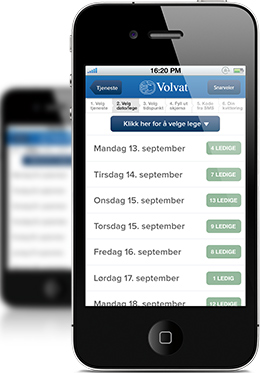 16:20 PM
Tjeneste
Volvat
Snarveier
1. Velg tjeneste
2. Velg dato/lege
3. Velg tidspunkt
4. Fyll ut skjema
5. Kode fra SMS
6. Din kvittering
Klikk her for å velge lege
Mandag 13. september
4 LEDIGE
Tirsdag 14. september
7 LEDIGE
Onsdag 15. september
13 LEDIGE
Torsdag 15. september
9 LEDIGE
Fredag 16. september
8 LEDIGE
Lørdag 17. september
1 LEDIG
Mandag 18. september
12 LEDIGE